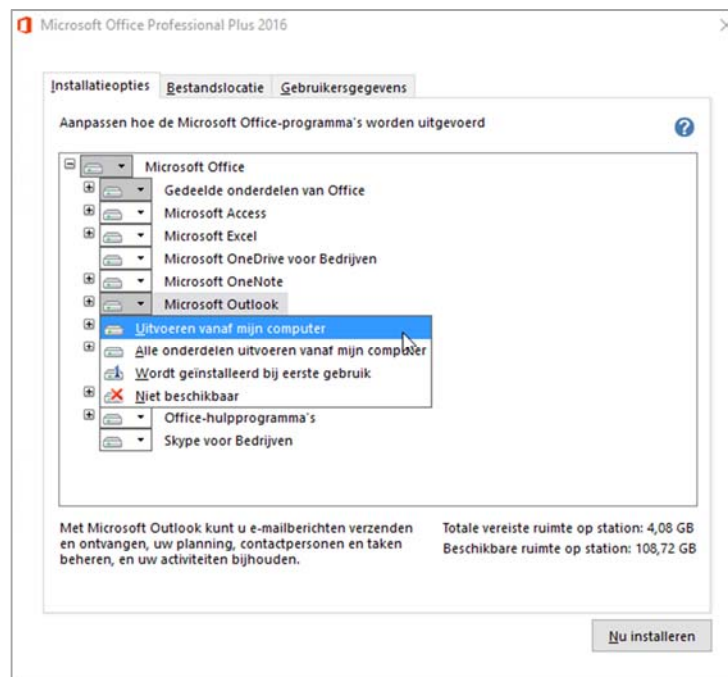 Microsoft Office Professional Plus 2016
Installatieopties Bestandslocatie Gebruikersgegevens
Aanpassen hoe de Microsoft Office-programma's worden uitgevoerd
Microsoft Office
Gedeelde onderdelen van Office
Microsoft Access
Microsoft Excel
Microsoft OneDrive voor Bedrijven
Microsoft OneNote
Microsoft Outlook
Uitvoeren vanaf mijn computer
Alle onderdelen uitvoeren vanaf mijn computer
Wordt geïnstalleerd bij eerste gebruik
Niet beschikbaar
Office-hulpprogramma's
Skype voor Bedrijven
Met Microsoft Outlook kunt u e-mailberichten verzenden
en ontvangen, uw planning, contactpersonen en taken
beheren, en uw activiteiten bijhouden.
Totale vereiste ruimte op station: 4,08 GB
Beschikbare ruimte op station: 108,72 GB
Nu installeren